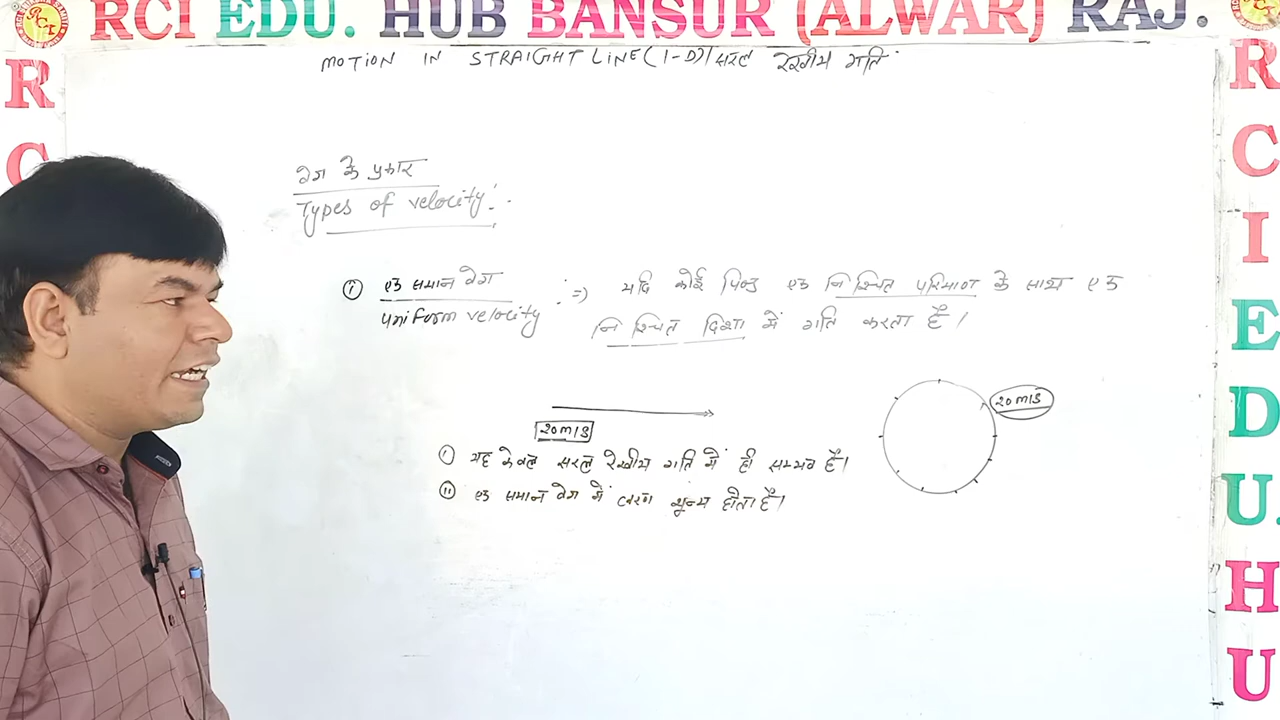 RCI EDU. HUB BANSUR (ALWAR) RAJ.
MOTION IN STRAIGHT LINE (1-D) / सरल रेखीय गति
वेग के प्रकार
Types of velocity :-
(i) एक समान वेग
uniform velocity
:=> यदि कोई पिण्ड एक निश्चित परिमाण के साथ एक
निश्चित दिशा में गति करता है।
20 m/s
20 m/s
(i) यह केवल सरल रेखीय गति में ही सम्भव है।
(ii) एक समान वेग में त्वरण शून्य होता है।
R
C
R
C
I
E
D
U.
H
U